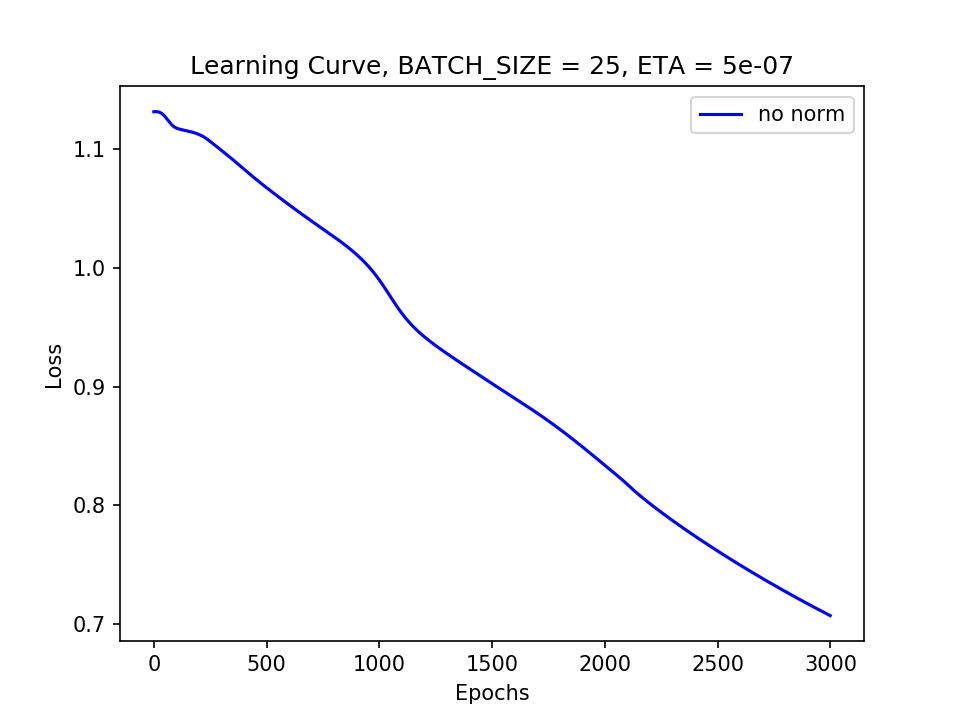 Learning Curve, BATCH_SIZE = 25, ETA = 5e-07
no norm
1.1
1.0
0.9
0.8
0.7
Loss
0 500 1000 1500 2000 2500 3000
Epochs